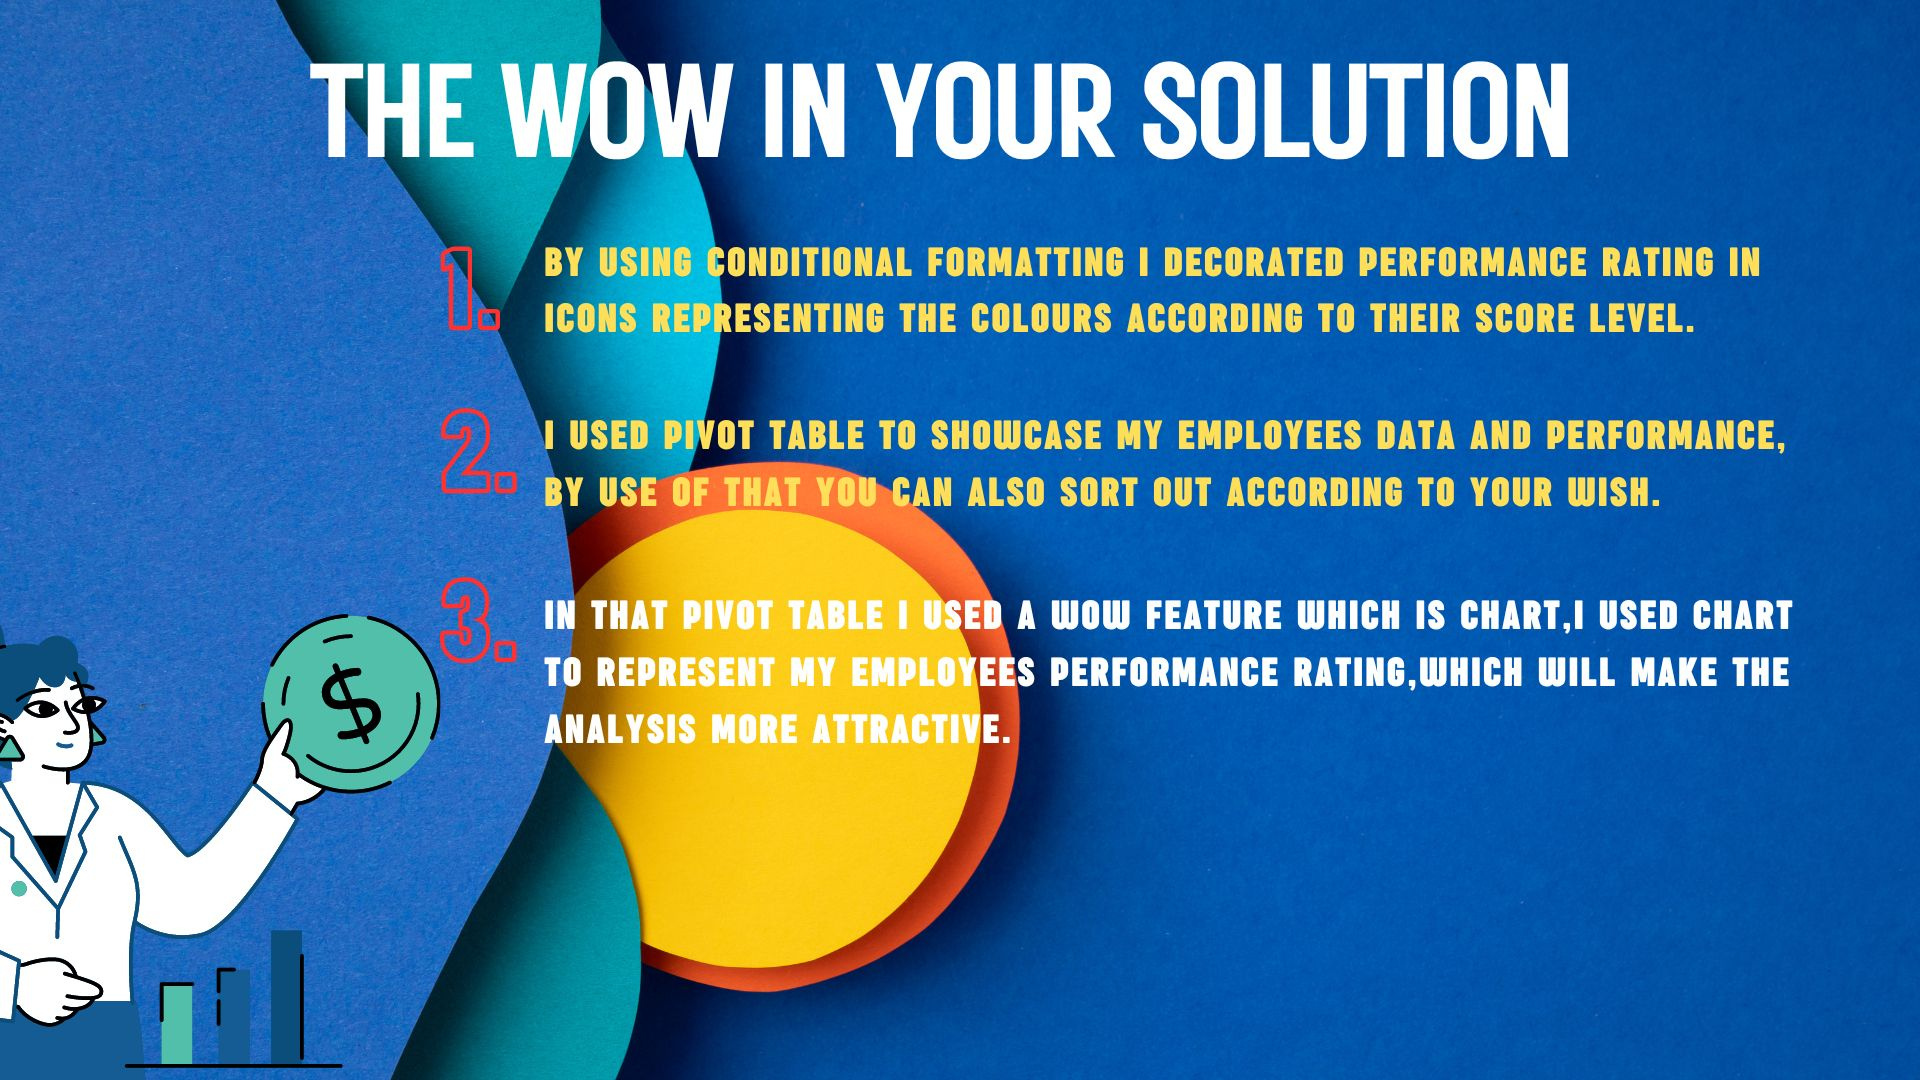 THE WOW IN YOUR SOLUTION
1. BY USING CONDITIONAL FORMATTING I DECORATED PERFORMANCE RATING IN
ICONS REPRESENTING THE COLOURS ACCORDING TO THEIR SCORE LEVEL.
2. I USED PIVOT TABLE TO SHOWCASE MY EMPLOYEES DATA AND PERFORMANCE,
BY USE OF THAT YOU CAN ALSO SORT OUT ACCORDING TO YOUR WISH.
3. IN THAT PIVOT TABLE I USED A WOW FEATURE WHICH IS CHART,I USED CHART
TO REPRESENT MY EMPLOYEES PERFORMANCE RATING,WHICH WILL MAKE THE
ANALYSIS MORE ATTRACTIVE.
$